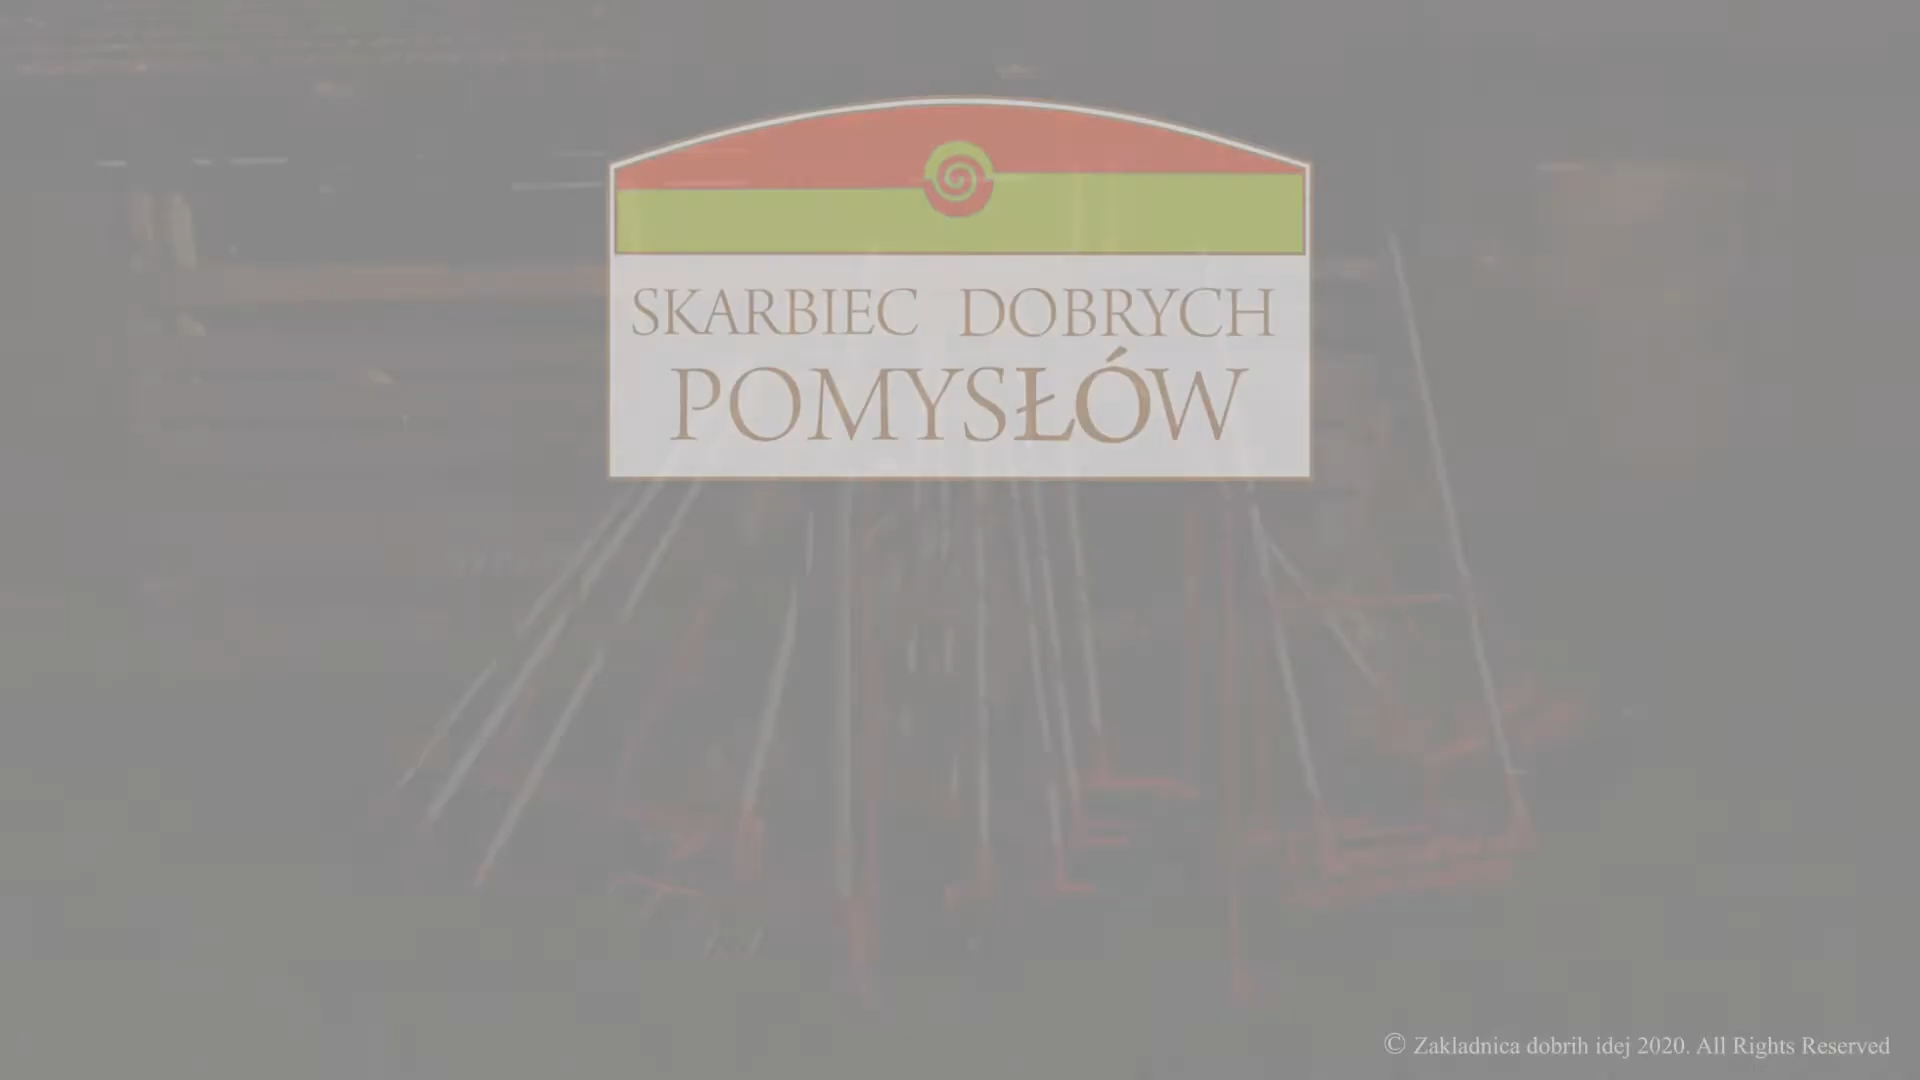 SKARBIEC DOBRYCH
POMYSŁÓW
© Zakladnica dobrih idej 2020. All Rights Reserved